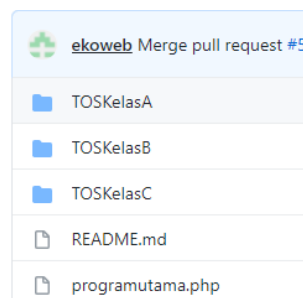 ekoweb Merge pull request #5
TOSKelasA
TOSKelasB
TOSKelasC
README.md
programutama.php